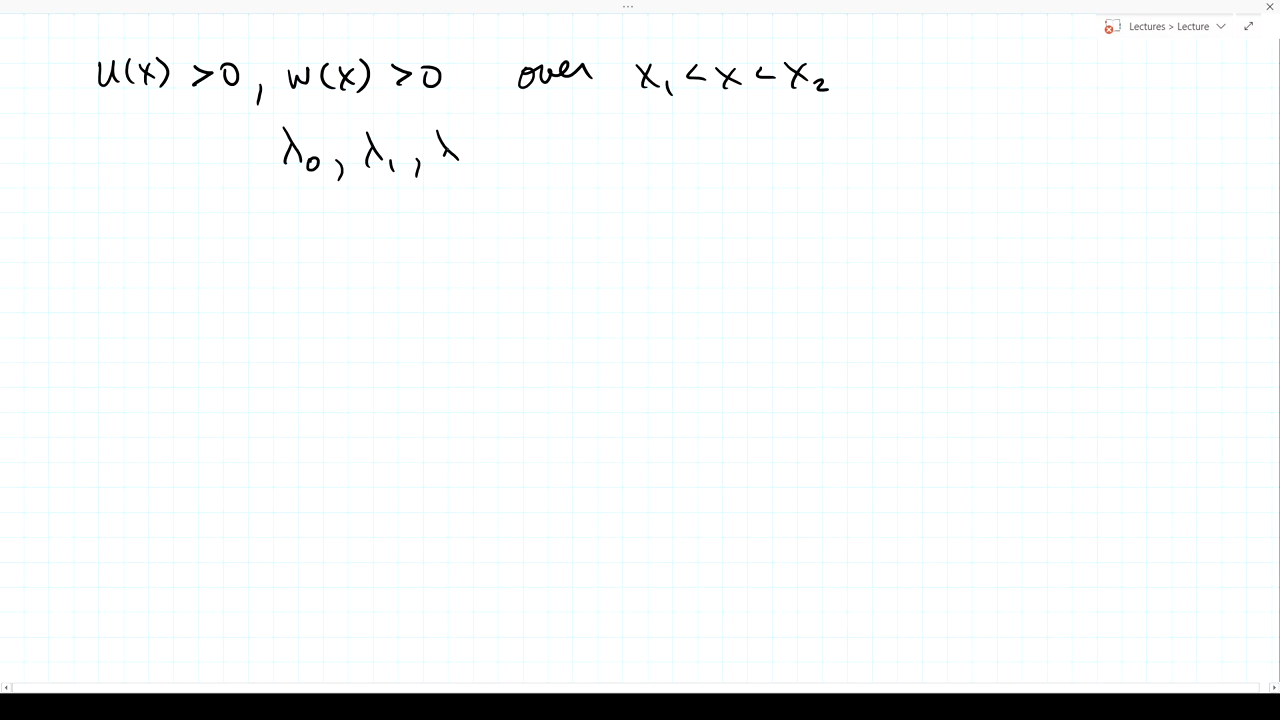 Lectures > Lecture
u(x) > 0, w(x) > 0 over x₁ < x < x₂
λ₀, λ₁, λ